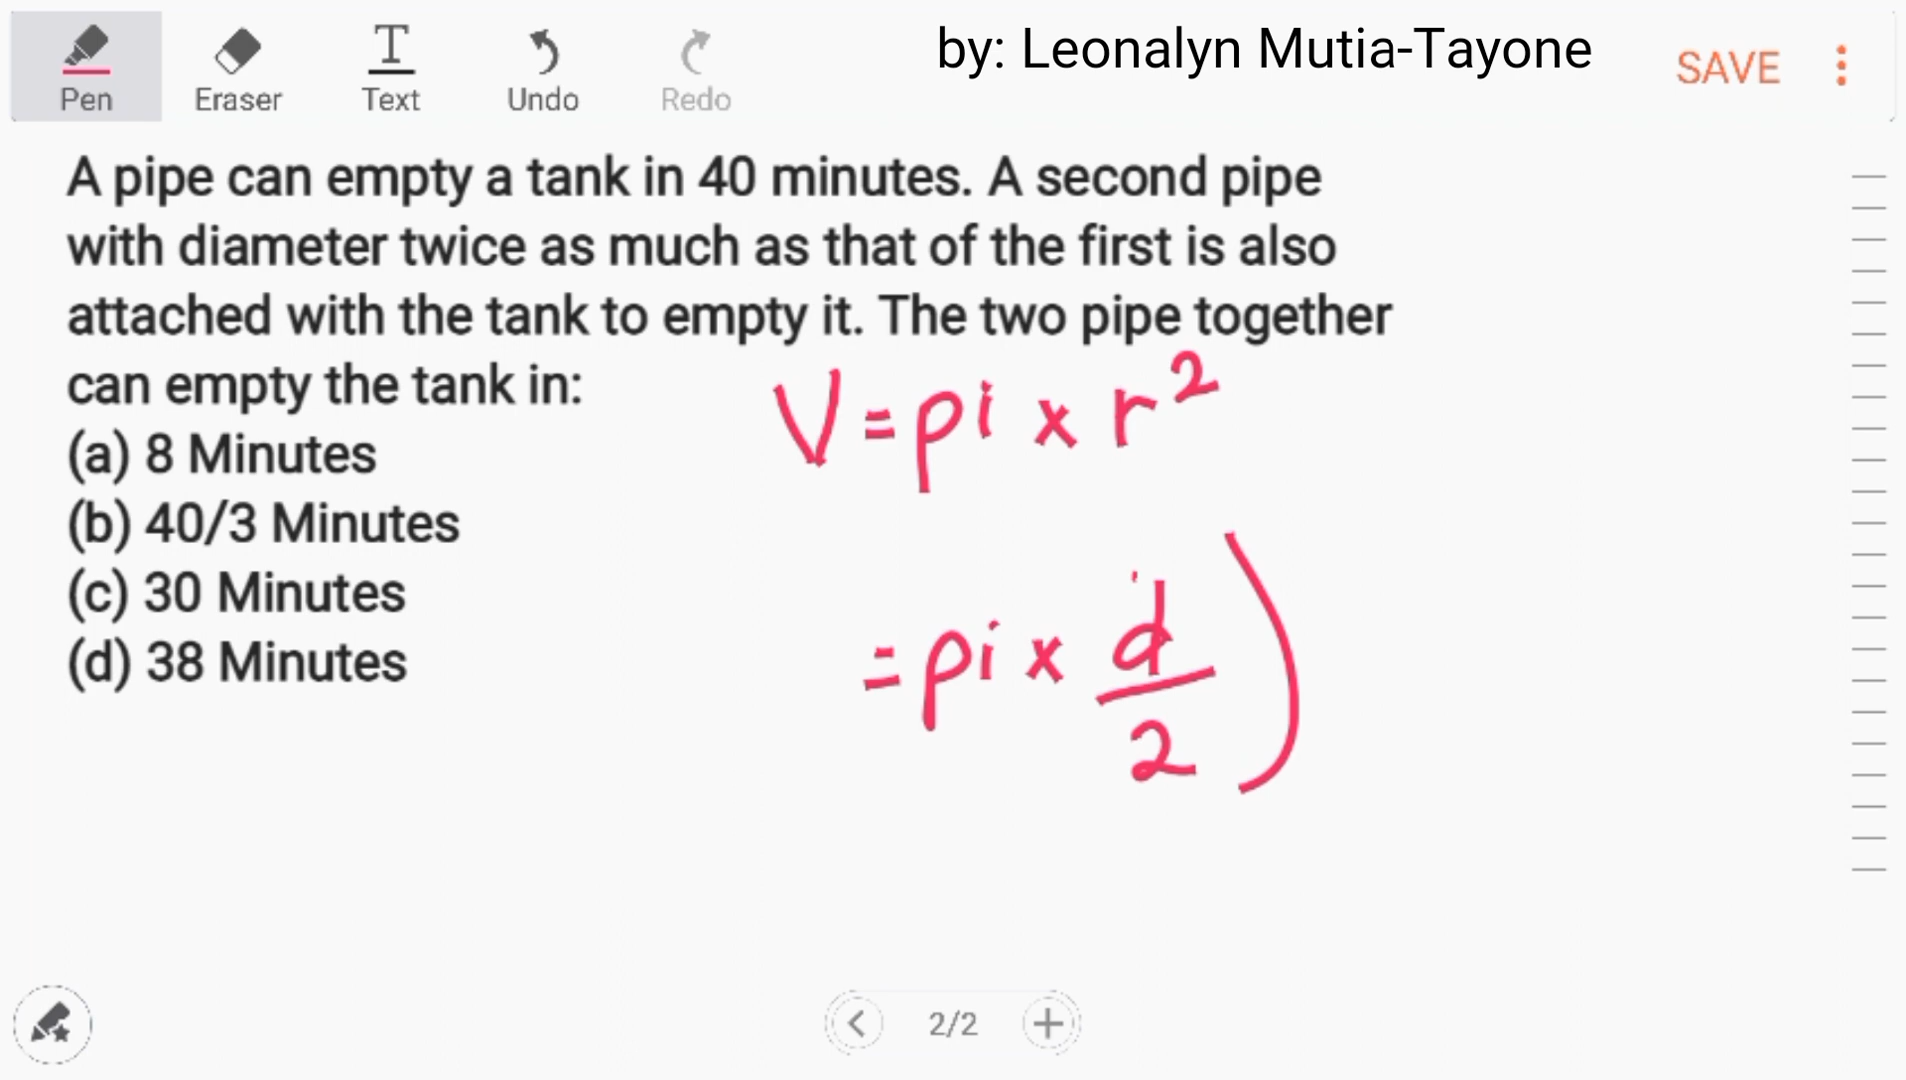 Pen Eraser Text Undo Redo by: Leonalyn Mutia-Tayone SAVE
A pipe can empty a tank in 40 minutes. A second pipe
with diameter twice as much as that of the first is also
attached with the tank to empty it. The two pipe together
can empty the tank in:
(a) 8 Minutes
(b) 40/3 Minutes
(c) 30 Minutes
(d) 38 Minutes
V = pi x r²
= pi x d/2 )
2/2